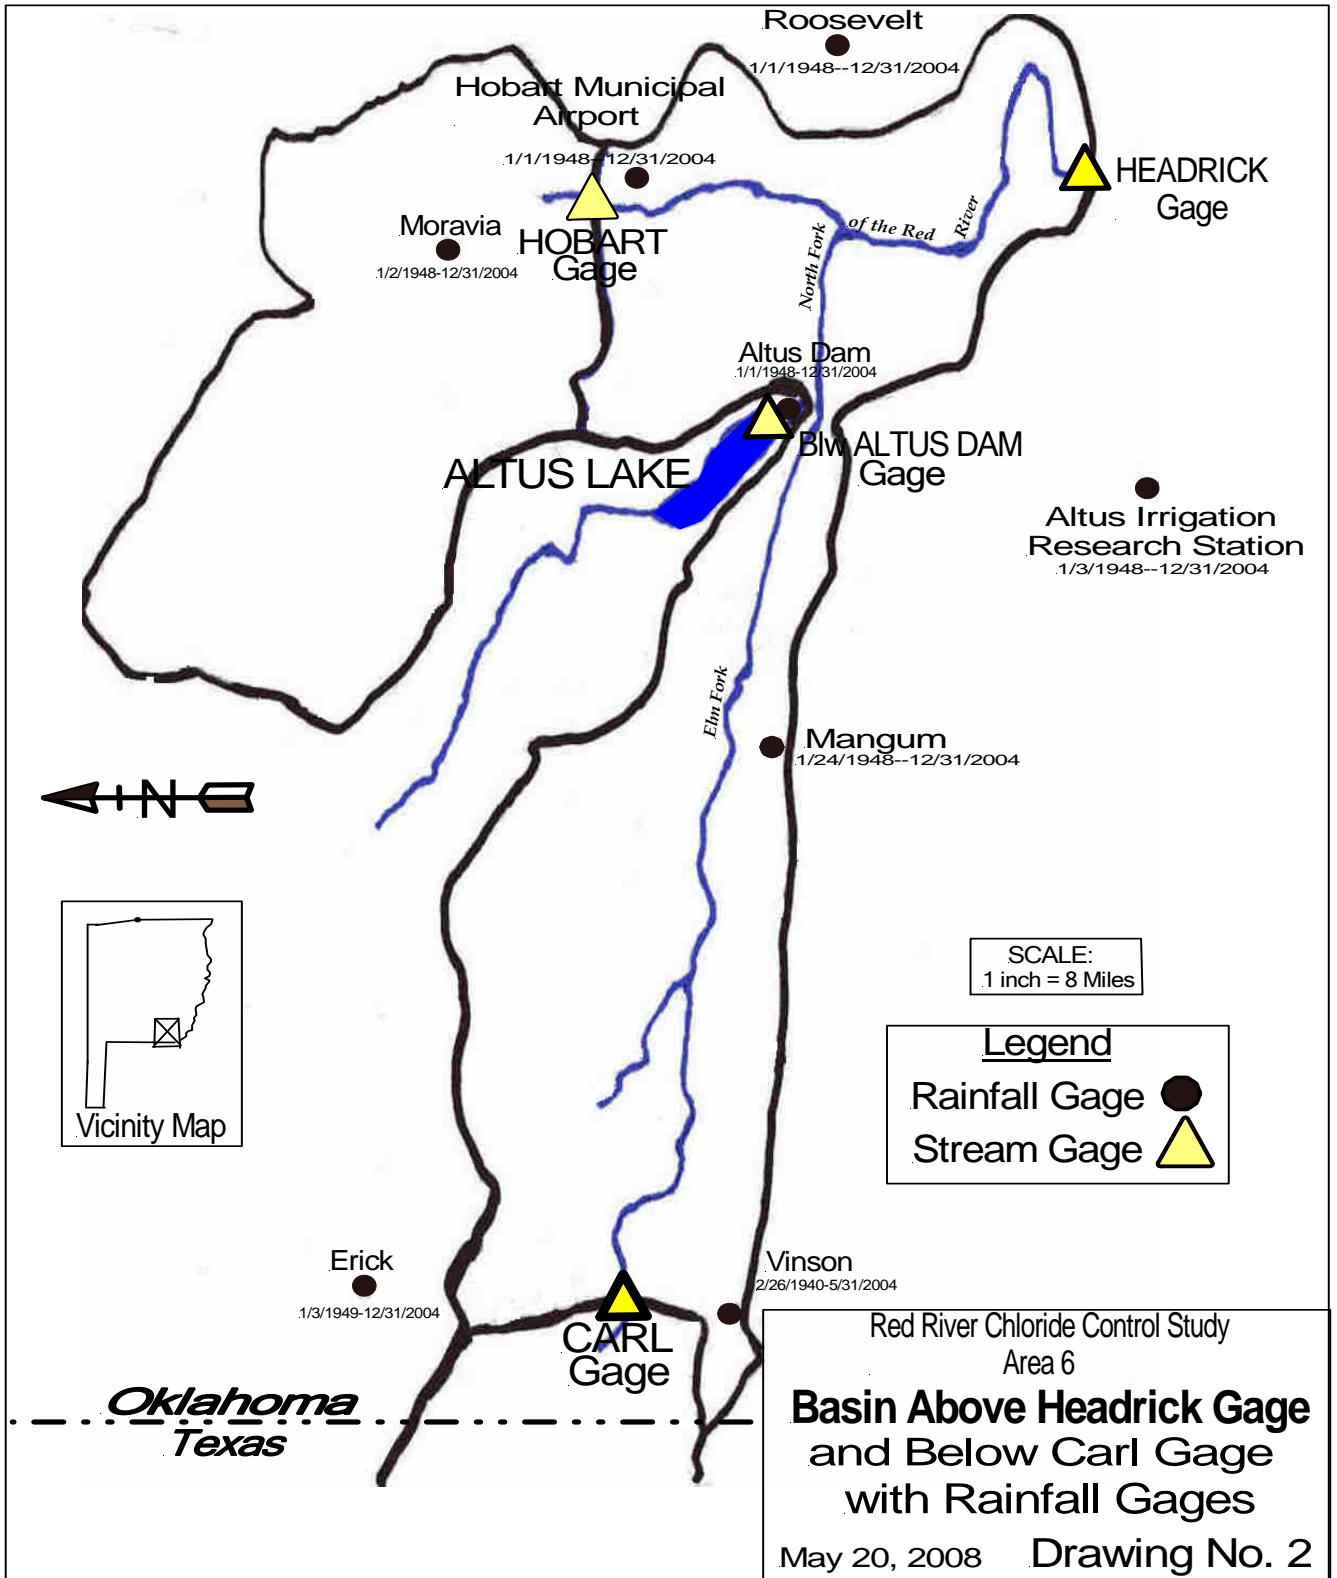 Roosevelt
1/1/1948--12/31/2004
Hobart Municipal
Airport
1/1/1948--12/31/2004
HEADRICK
Gage
Moravia
1/2/1948-12/31/2004
HOBART
Gage
of the Red
River
North Fork
Altus Dam
1/1/1948-12/31/2004
Blw ALTUS DAM
Gage
ALTUS LAKE
Altus Irrigation
Research Station
1/3/1948--12/31/2004
Elm Fork
Mangum
1/24/1948--12/31/2004
N
Vicinity Map
SCALE:
1 inch = 8 Miles
Legend
Rainfall Gage
Stream Gage
Erick
1/3/1949-12/31/2004
Vinson
2/26/1940-5/31/2004
CARL
Gage
Oklahoma
Texas
Red River Chloride Control Study
Area 6
Basin Above Headrick Gage
and Below Carl Gage
with Rainfall Gages
May 20, 2008 Drawing No. 2